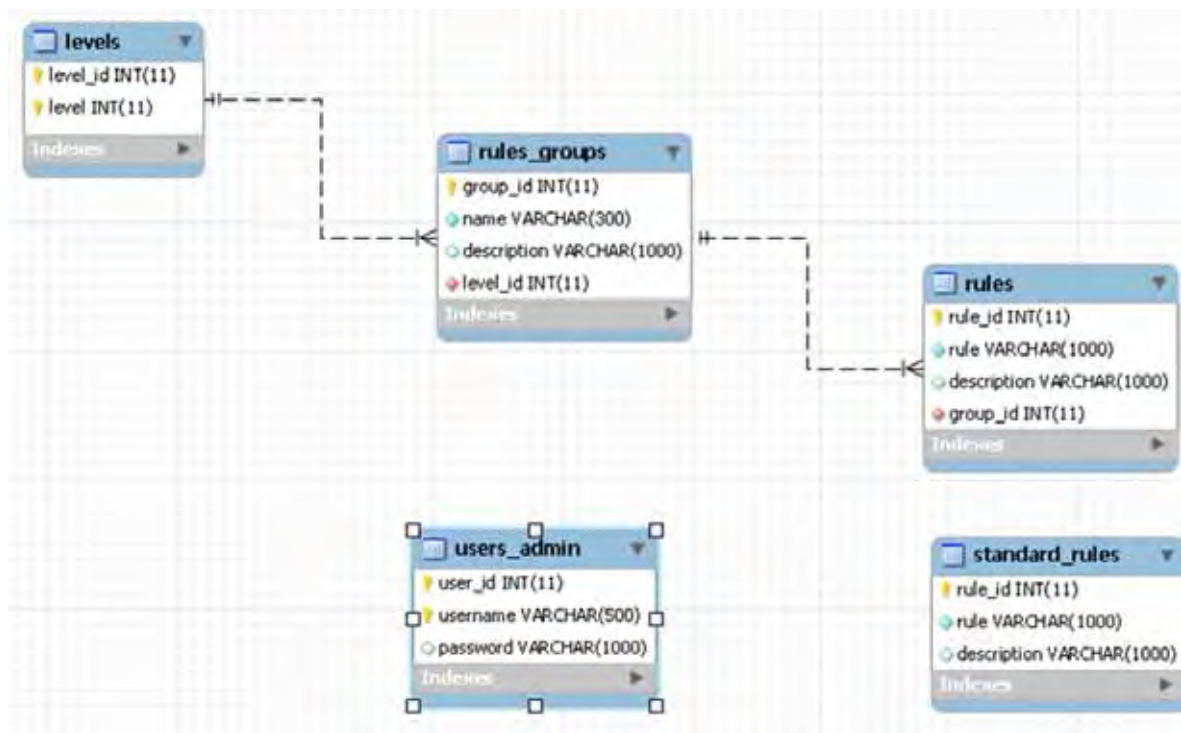 levels
level_id INT(11)
level INT(11)
Indexes
rules_groups
group_id INT(11)
name VARCHAR(300)
description VARCHAR(1000)
level_id INT(11)
Indexes
rules
rule_id INT(11)
rule VARCHAR(1000)
description VARCHAR(1000)
group_id INT(11)
Indexes
users_admin
user_id INT(11)
username VARCHAR(500)
password VARCHAR(1000)
Indexes
standard_rules
rule_id INT(11)
rule VARCHAR(1000)
description VARCHAR(1000)
Indexes